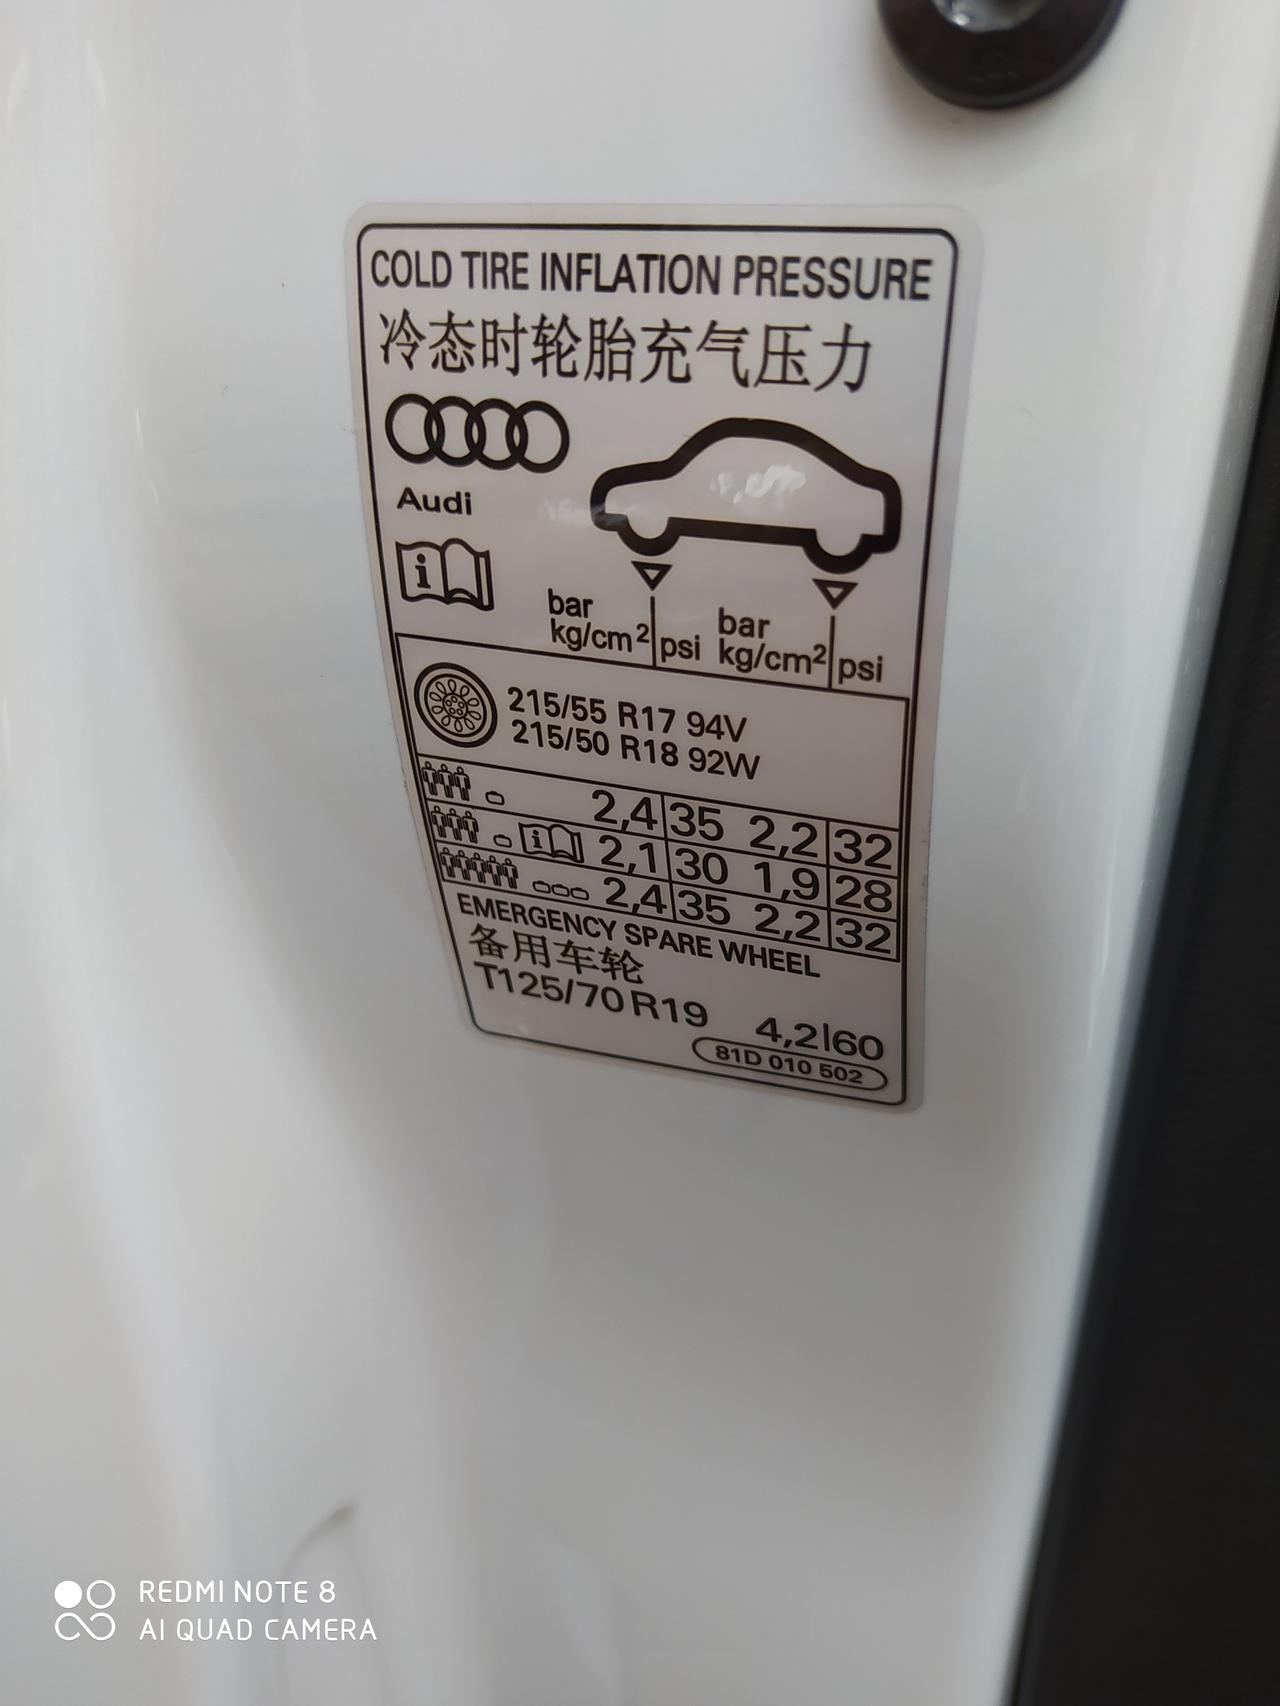 COLD TIRE INFLATION PRESSURE
冷态时轮胎充气压力
Audi
i
bar bar
kg/cm² psi kg/cm² psi
215/55 R17 94V
215/50 R18 92W
2,4 35 2,2 32
i 2,1 30 1,9 28
2,4 35 2,2 32
EMERGENCY SPARE WHEEL
备用车轮
T125/70 R19 4,2|60
81D 010 502
REDMI NOTE 8
AI QUAD CAMERA